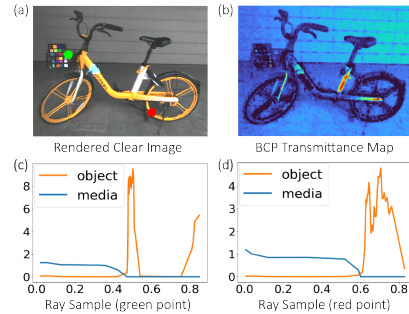 (a)
(b)
Rendered Clear Image
BCP Transmittance Map
(c)
(d)
object
media
8
6
4
2
0
0.0 0.2 0.4 0.6 0.8
Ray Sample (green point)
object
media
5
4
3
2
1
0
0.0 0.2 0.4 0.6 0.8
Ray Sample (red point)